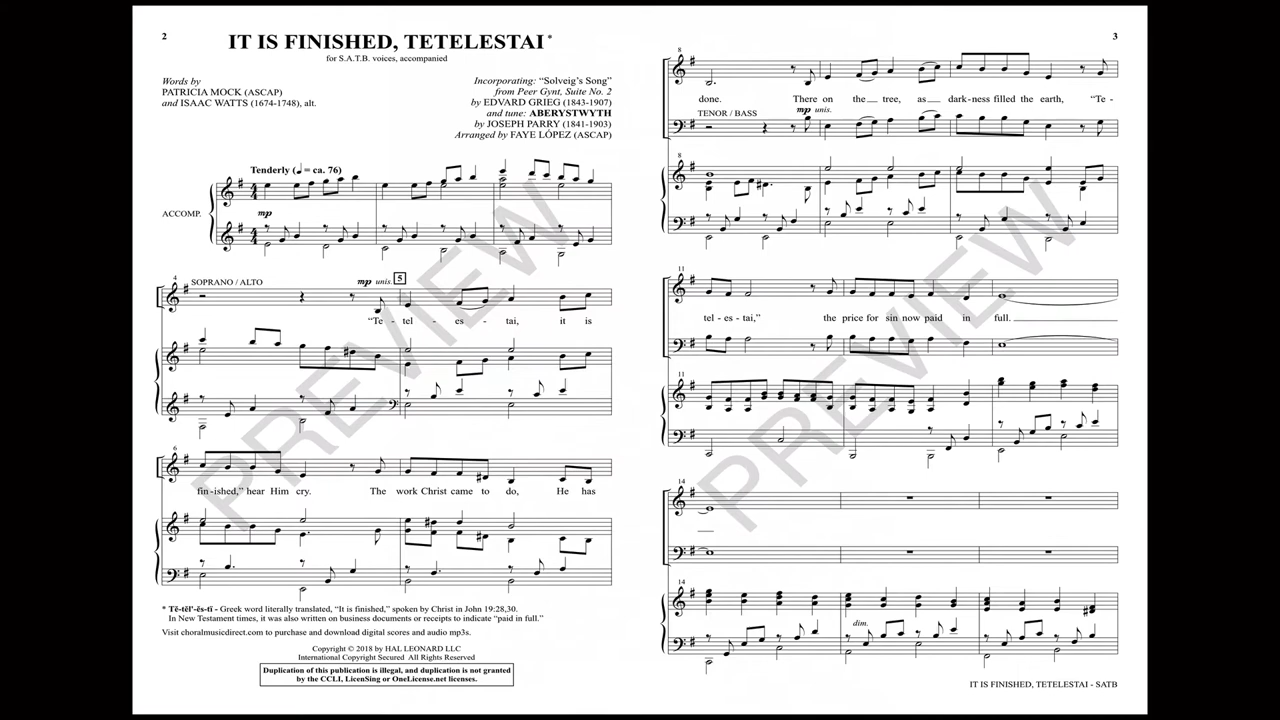 2
IT IS FINISHED, TETELESTAI*
for S.A.T.B. voices, accompanied
Words by
PATRICIA MOCK (ASCAP)
and ISAAC WATTS (1674-1748), alt.
Incorporating: “Solveig’s Song”
from Peer Gynt, Suite No. 2
by EDVARD GRIEG (1843-1907)
and tune: ABERYSTWYTH
by JOSEPH PARRY (1841-1903)
Arranged by FAYE LÓPEZ (ASCAP)
Tenderly (♩ = ca. 76)
ACCOMP.
mp
4
SOPRANO / ALTO
mp unis.
5
“Te - tel - es - tai, it is
6
fin - ished,” hear Him cry. The work Christ came to do, He has
* Tĕ-tĕl'-ĕs-tī - Greek word literally translated, “It is finished,” spoken by Christ in John 19:28,30.
In New Testament times, it was also written on business documents or receipts to indicate “paid in full.”
Visit choralmusicdirect.com to purchase and download digital scores and audio mp3s.
Copyright © 2018 by HAL LEONARD LLC
International Copyright Secured All Rights Reserved
Duplication of this publication is illegal, and duplication is not granted
by the CCLI, LicenSing or OneLicense.net licenses.
PREVIEW
3
8
done. There on the tree, as dark-ness filled the earth, “Te -
TENOR / BASS
mp unis.
8
11
tel - es - tai,” the price for sin now paid in full.
11
14
14
dim.
IT IS FINISHED, TETELESTAI - SATB
PREVIEW